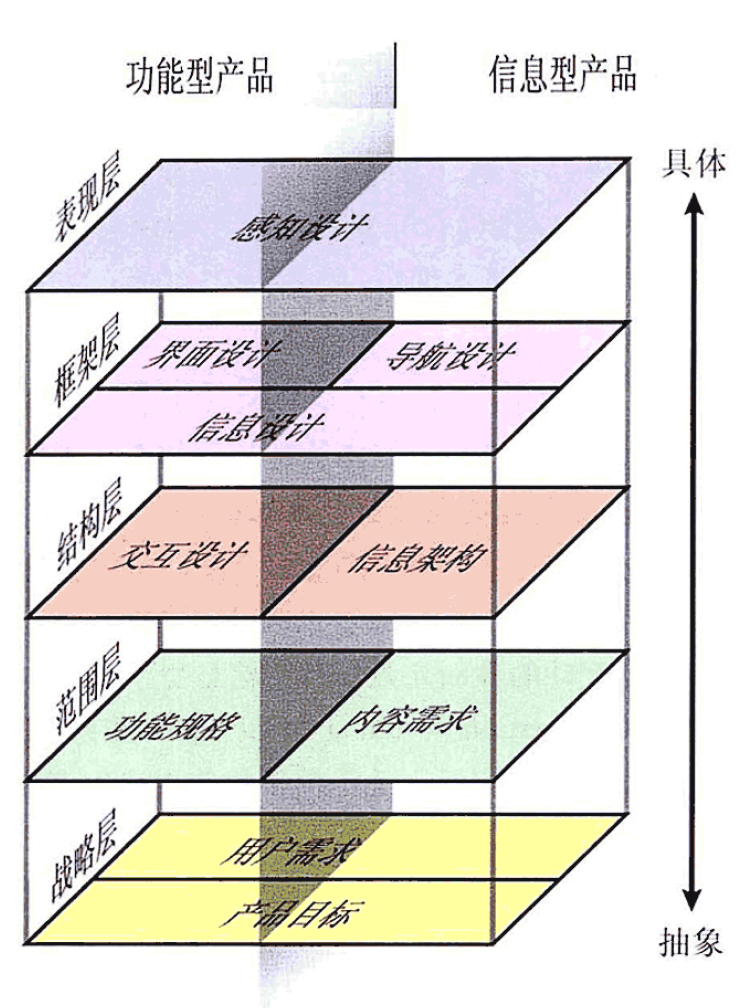 功能型产品
信息型产品
具体
表现层
感知设计
框架层
界面设计
导航设计
信息设计
结构层
交互设计
信息架构
范围层
功能规格
内容需求
战略层
用户需求
产品目标
抽象